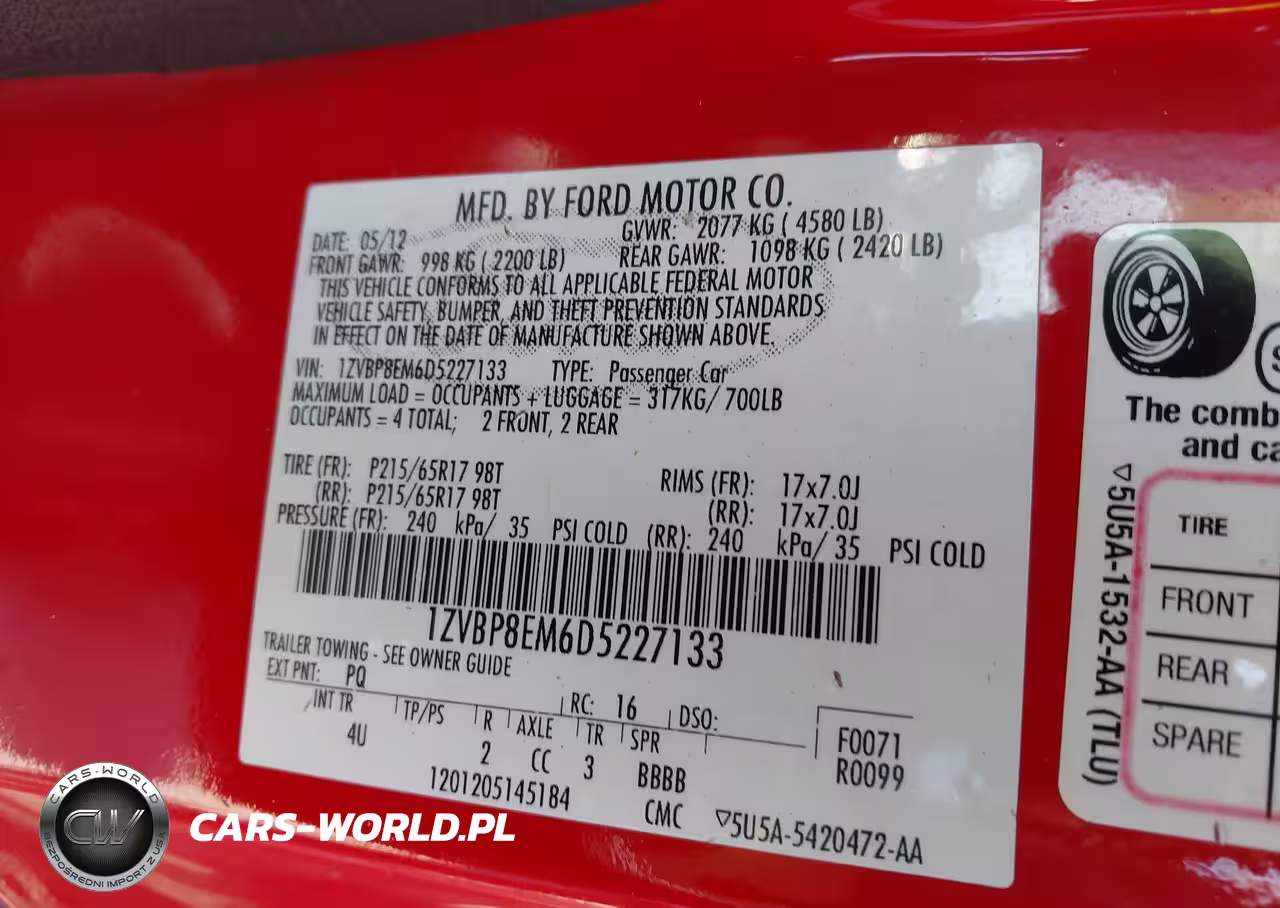 MFD. BY FORD MOTOR CO.
DATE: 05/12 GVWR: 2077 KG ( 4580 LB)
FRONT GAWR: 998 KG ( 2200 LB) REAR GAWR: 1098 KG ( 2420 LB)
THIS VEHICLE CONFORMS TO ALL APPLICABLE FEDERAL MOTOR
VEHICLE SAFETY, BUMPER, AND THEFT PREVENTION STANDARDS
IN EFFECT ON THE DATE OF MANUFACTURE SHOWN ABOVE.
VIN: 1ZVBP8EM6D5227133 TYPE: Passenger Car
MAXIMUM LOAD = OCCUPANTS + LUGGAGE = 317KG/ 700LB
OCCUPANTS = 4 TOTAL; 2 FRONT, 2 REAR
TIRE (FR): P215/65R17 98T RIMS (FR): 17x7.0J
(RR): P215/65R17 98T (RR): 17x7.0J
PRESSURE (FR): 240 kPa/ 35 PSI COLD (RR): 240 kPa/ 35 PSI COLD
1ZVBP8EM6D5227133
TRAILER TOWING - SEE OWNER GUIDE
EXT PNT: PQ RC: 16 DSO:
INT TR TP/PS R AXLE TR SPR F0071
4U 2 CC 3 BBBB R0099
1201205145184 CMC ▽5U5A-5420472-AA
The comb
and ca
▽5U5A-1532-AA (TLU)
TIRE
FRONT
REAR
SPARE
CARS-WORLD
CW
BEZPOŚREDNI IMPORT Z USA
CARS-WORLD.PL